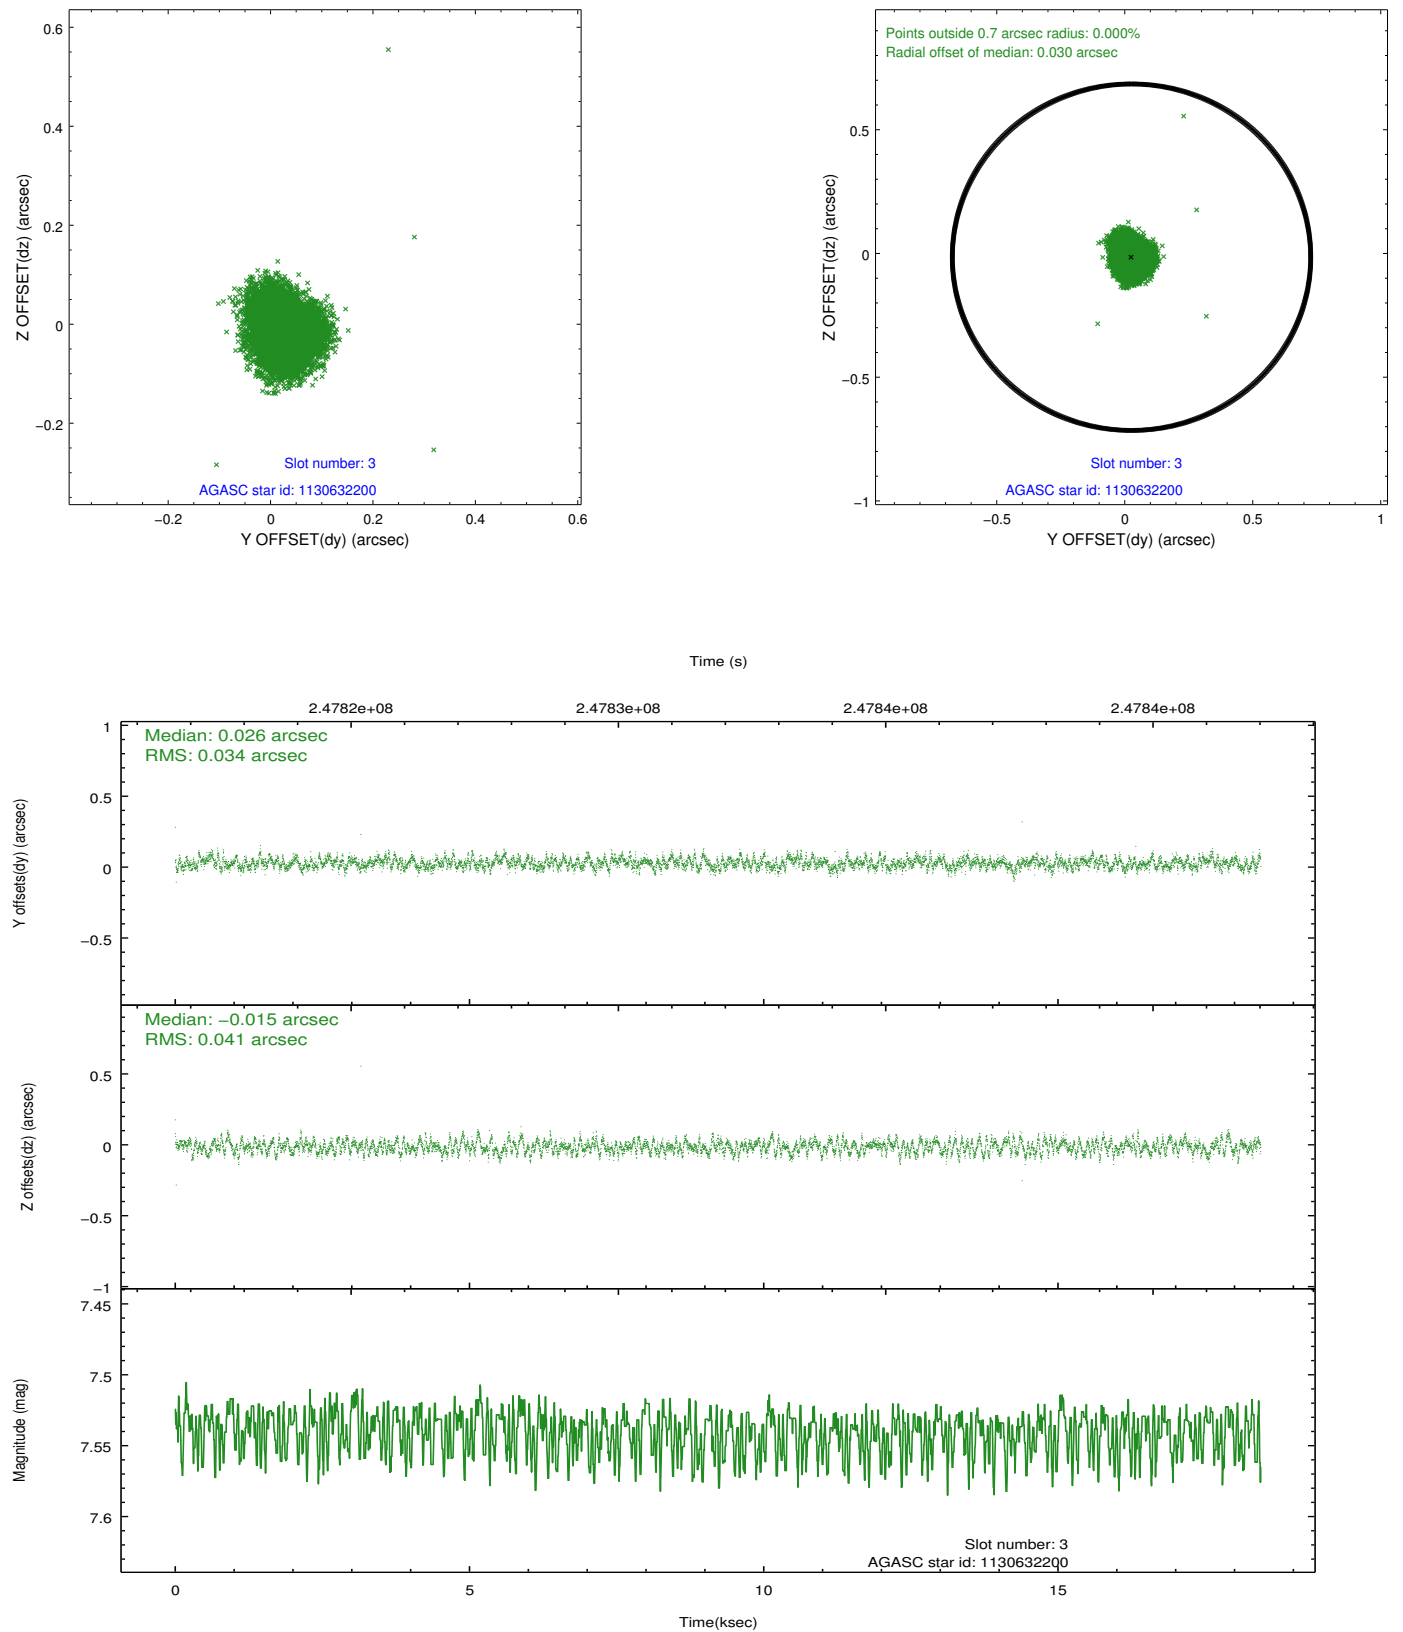 0.6
0.4
0.2
0
−0.2
Z OFFSET(dz) (arcsec)
Slot number: 3
AGASC star id: 1130632200
−0.2 0 0.2 0.4 0.6
Y OFFSET(dy) (arcsec)
Points outside 0.7 arcsec radius: 0.000%
Radial offset of median: 0.030 arcsec
0.5
0
−0.5
−1
Z OFFSET(dz) (arcsec)
Slot number: 3
AGASC star id: 1130632200
−0.5 0 0.5 1
Y OFFSET(dy) (arcsec)
Time (s)
2.4782e+08 2.4783e+08 2.4784e+08 2.4784e+08
Median: 0.026 arcsec
RMS: 0.034 arcsec
1
0.5
0
−0.5
Y offsets(dy) (arcsec)
Median: −0.015 arcsec
RMS: 0.041 arcsec
0.5
0
−0.5
−1
Z offsets(dz) (arcsec)
7.45
7.5
7.55
7.6
Magnitude (mag)
Slot number: 3
AGASC star id: 1130632200
0 5 10 15
Time(ksec)